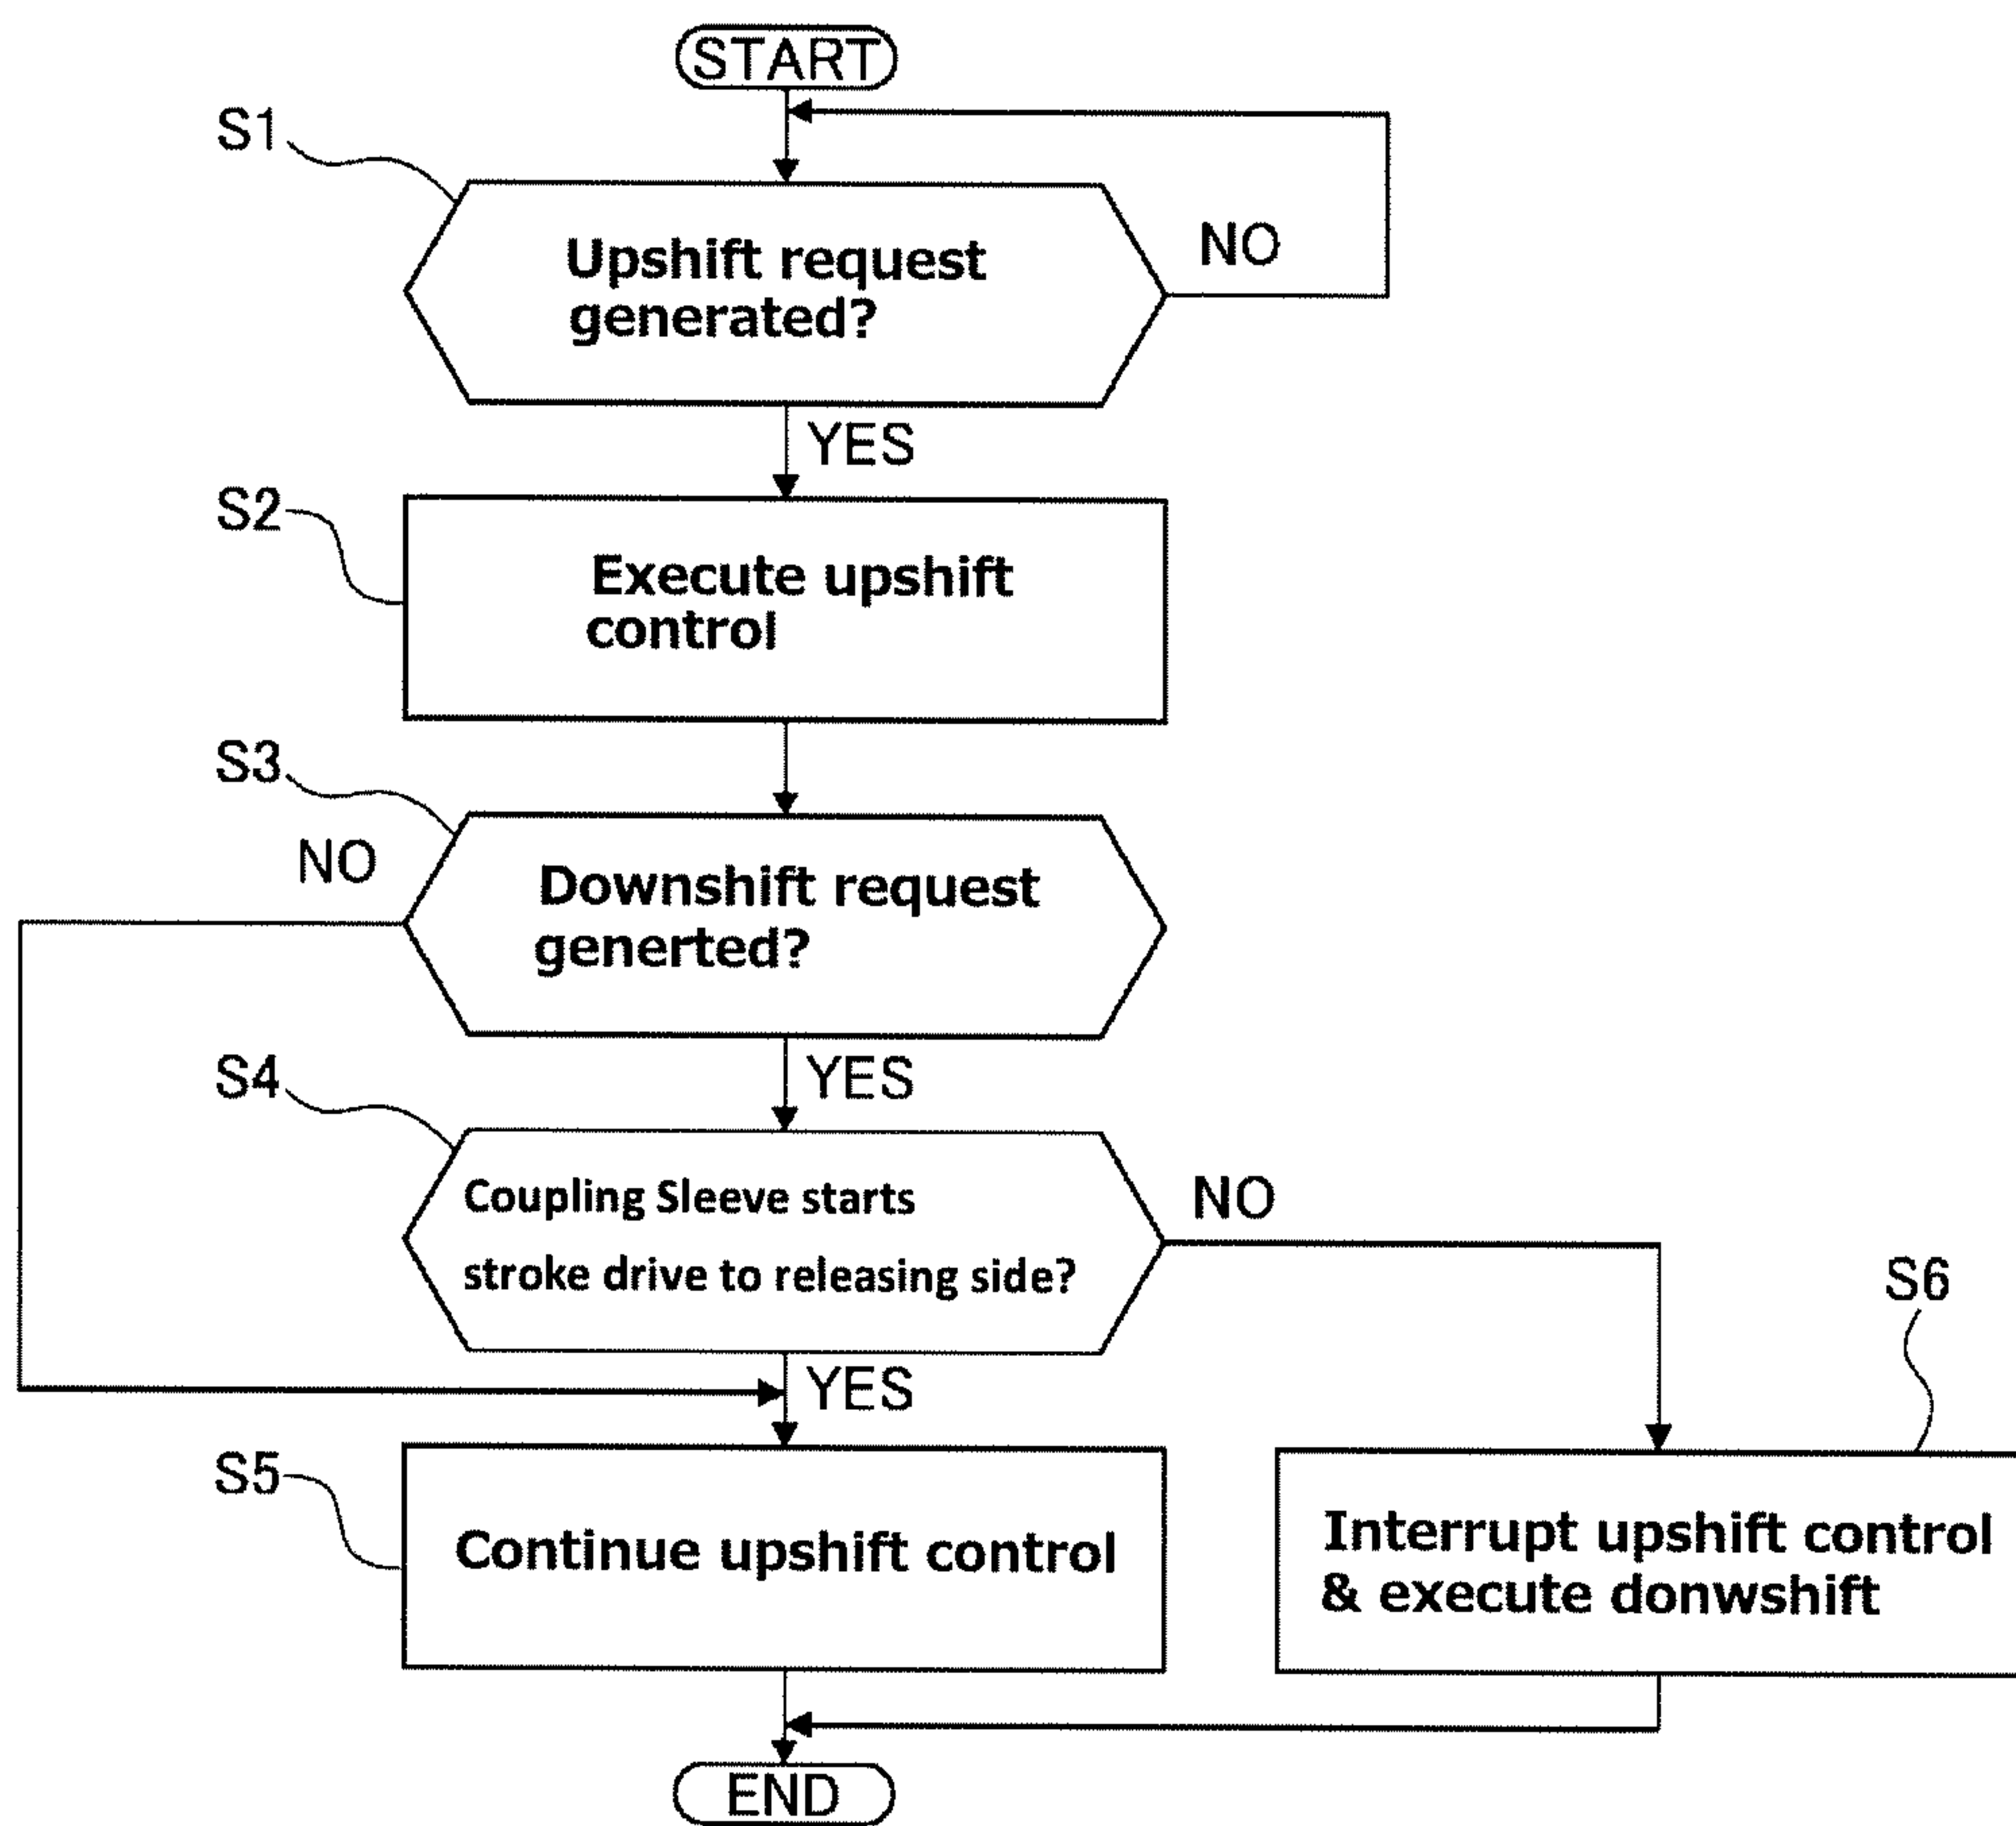 START
S1
Upshift request
generated?
NO
YES
S2
Execute upshift
control
S3
NO
Downshift request
generted?
YES
S4
Coupling Sleeve starts
stroke drive to releasing side?
NO
YES
S5
Continue upshift control
S6
Interrupt upshift control
& execute donwshift
END